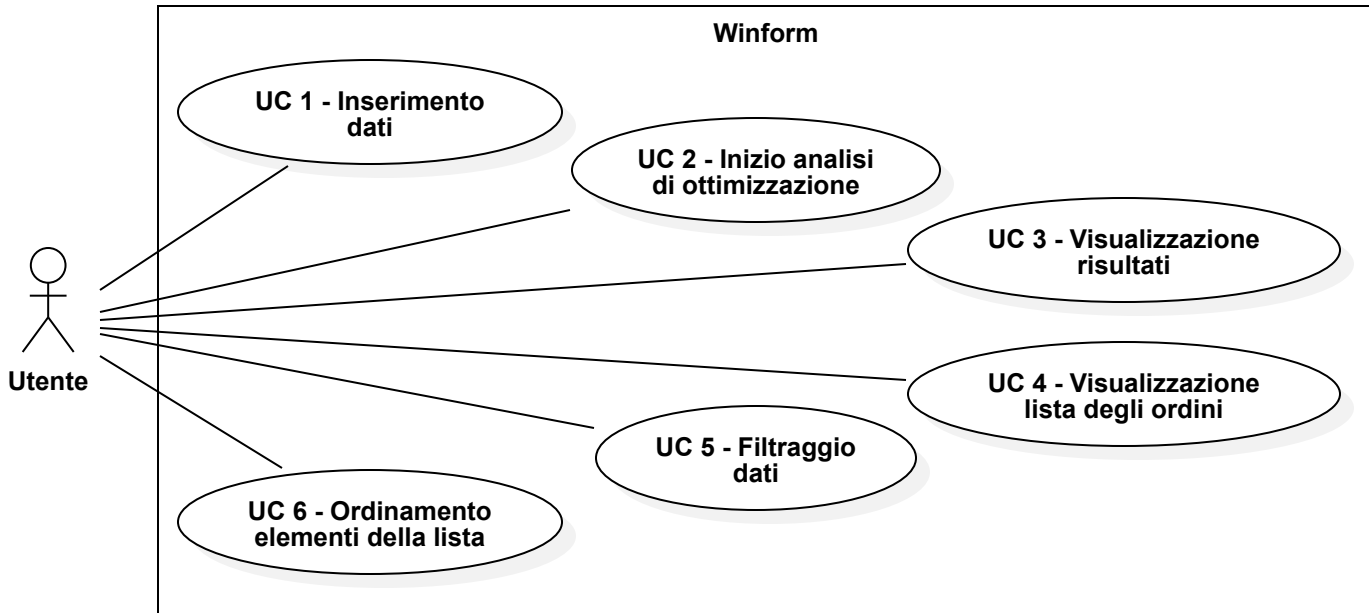 Winform
UC 1 - Inserimento
dati
UC 2 - Inizio analisi
di ottimizzazione
UC 3 - Visualizzazione
risultati
Utente
UC 4 - Visualizzazione
lista degli ordini
UC 5 - Filtraggio
dati
UC 6 - Ordinamento
elementi della lista